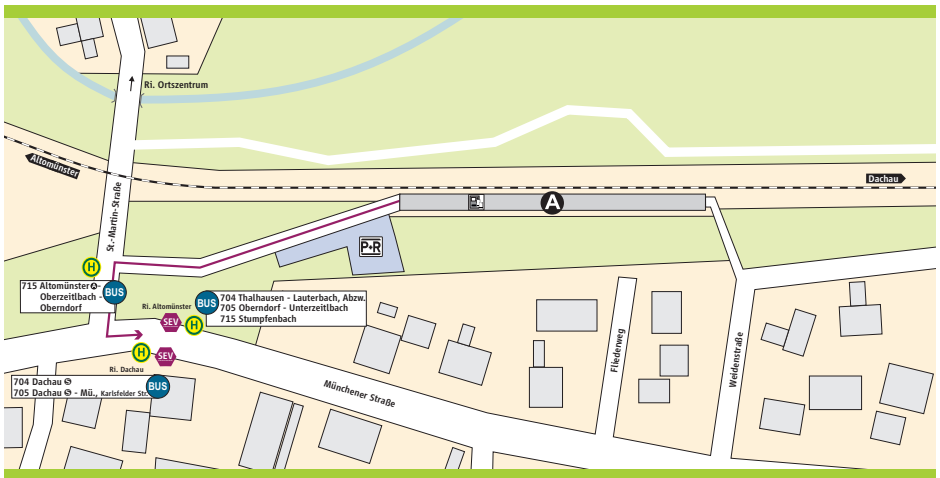 Ri. Ortszentrum
Altomünster
Dachau
A
St.-Martin-Straße
P+R
H
715 Altomünster A -
Oberzeitlbach -
Oberndorf
BUS
Ri. Altomünster
SEV
H
BUS
704 Thalhausen - Lauterbach, Abzw.
705 Oberndorf - Unterzeitlbach
715 Stumpfenbach
H
SEV
Ri. Dachau
704 Dachau S
705 Dachau S - Mü., Karlsfelder Str.
BUS
Münchener Straße
Fliederweg
Weidenstraße